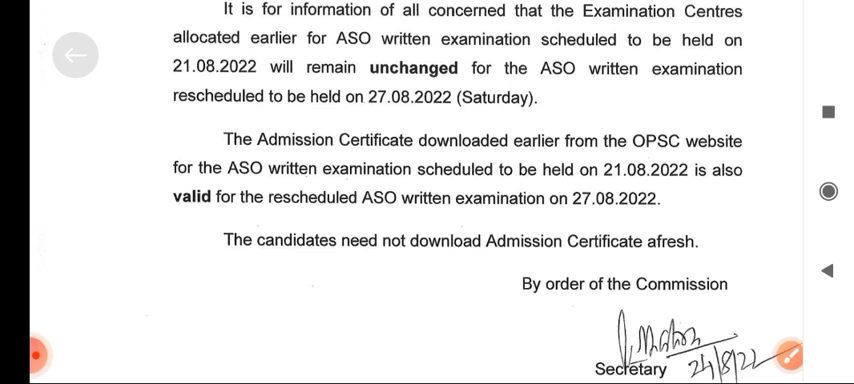 It is for information of all concerned that the Examination Centres
allocated earlier for ASO written examination scheduled to be held on
21.08.2022 will remain unchanged for the ASO written examination
rescheduled to be held on 27.08.2022 (Saturday).
The Admission Certificate downloaded earlier from the OPSC website
for the ASO written examination scheduled to be held on 21.08.2022 is also
valid for the rescheduled ASO written examination on 27.08.2022.
The candidates need not download Admission Certificate afresh.
By order of the Commission
Secretary 24/8/22